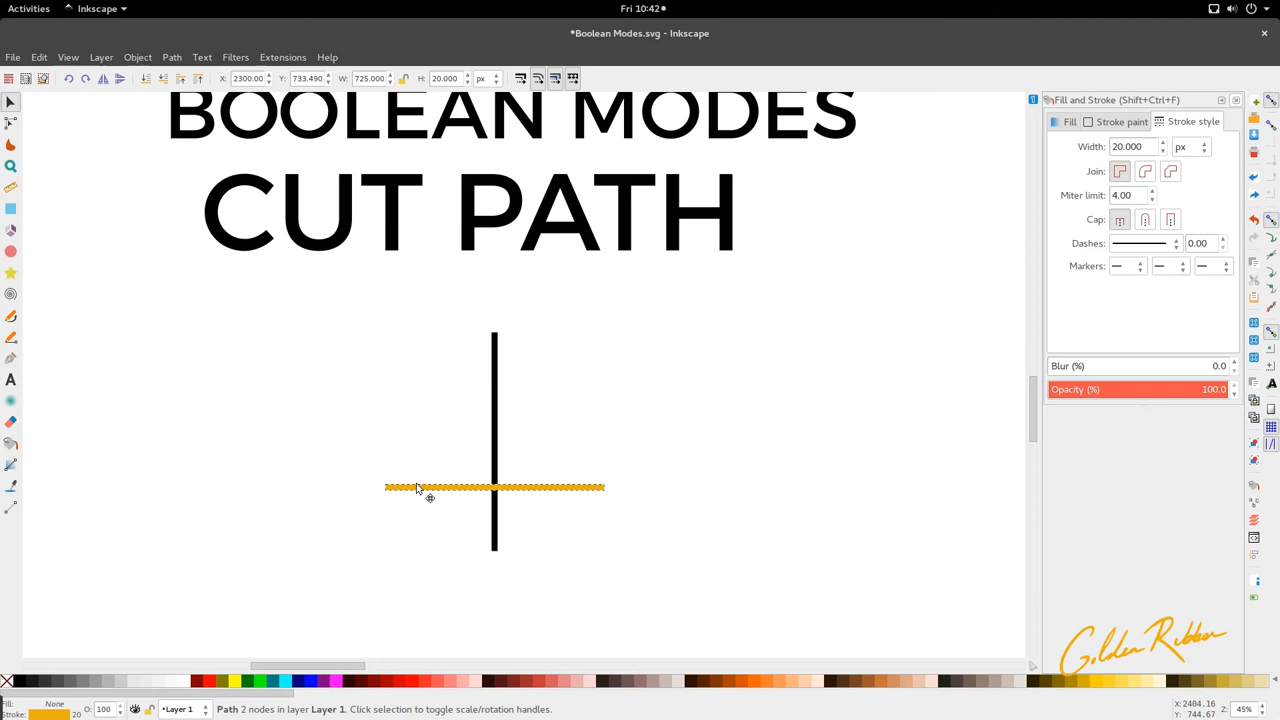 Activities Inkscape Fri 10:42
*Boolean Modes.svg - Inkscape
File Edit View Layer Object Path Text Filters Extensions Help
X: 2300.00 Y: 733.490 W: 725.000 H: 20.000 px
BOOLEAN MODES
CUT PATH
Fill and Stroke (Shift+Ctrl+F)
Fill Stroke paint Stroke style
Width: 20.000 px
Join:
Miter limit: 4.00
Cap:
Dashes: 0.00
Markers:
Blur (%) 0.0
Opacity (%) 100.0
Golden Ribbon
Fill: None
Stroke: 20
O: 100
Layer 1
Path 2 nodes in layer Layer 1. Click selection to toggle scale/rotation handles.
X: 2404.16
Y: 744.67
Z: 45%